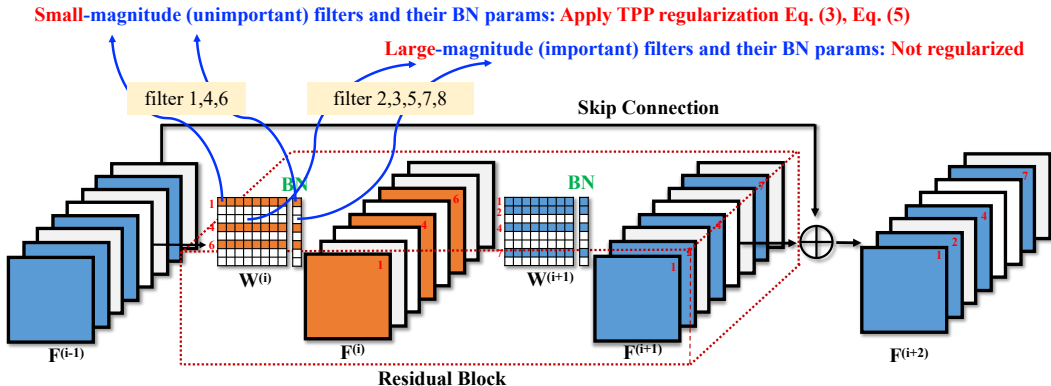 Small-magnitude (unimportant) filters and their BN params: Apply TPP regularization Eq. (3), Eq. (5)
Large-magnitude (important) filters and their BN params: Not regularized
filter 1,4,6
filter 2,3,5,7,8
Skip Connection
BN
BN
1
4
6
1
4
6
1
2
4
7
1
4
7
1
2
4
7
W(i)
W(i+1)
F(i-1)
F(i)
F(i+1)
F(i+2)
Residual Block